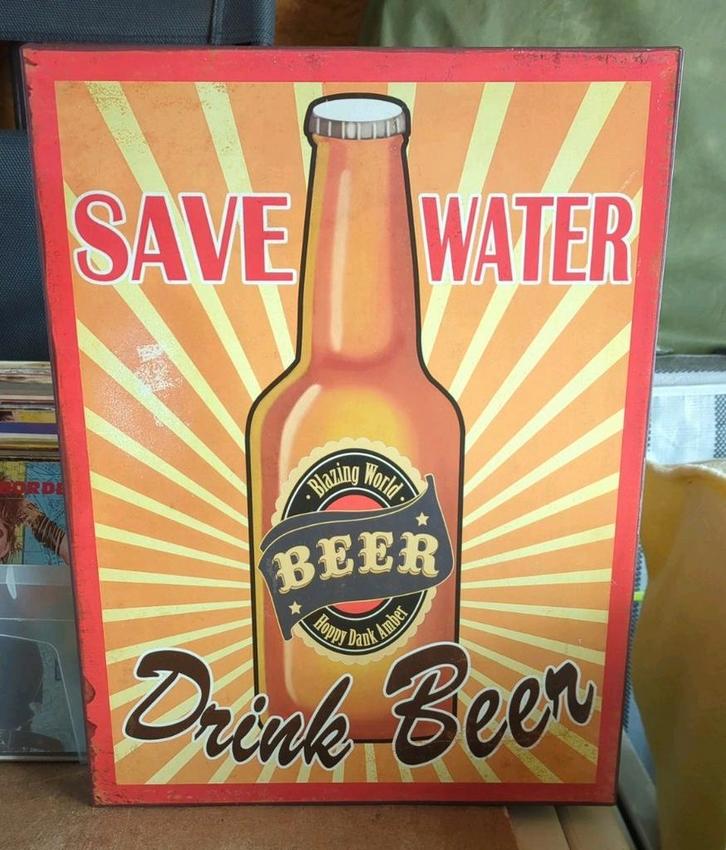 SAVE WATER
Blazing World
BEER
Hoppy Dank Amber
Drink Beer